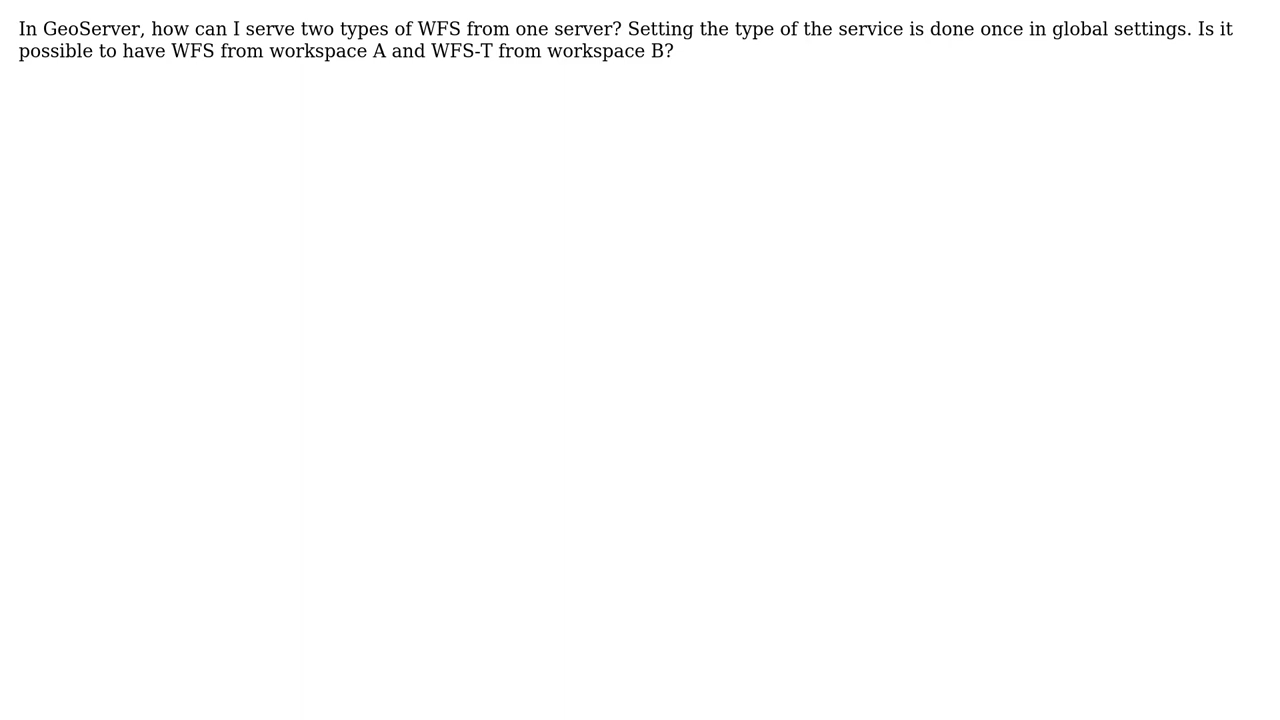 In GeoServer, how can I serve two types of WFS from one server? Setting the type of the service is done once in global settings. Is it
possible to have WFS from workspace A and WFS-T from workspace B?